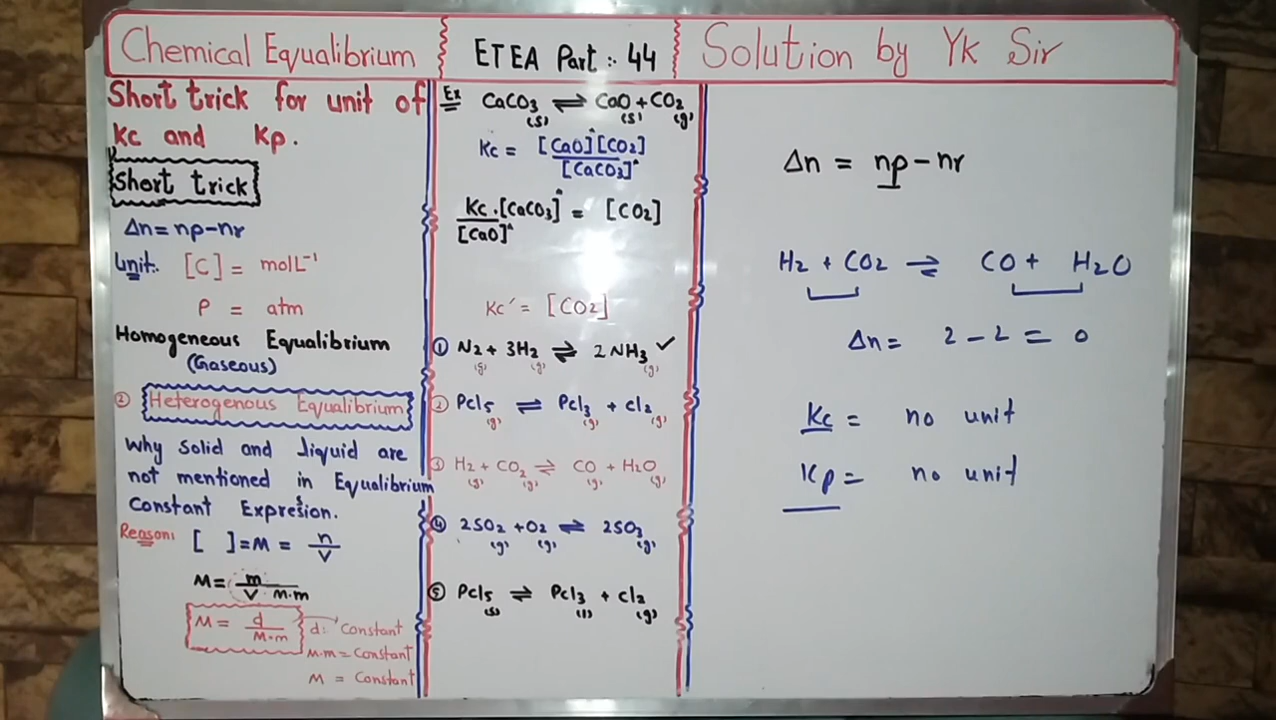 Chemical Equalibrium
ETEA Part :- 44
Solution by Yk Sir
Short trick for unit of
Kc and Kp.
Short trick
Δn = np-nr
Unit:. [C] = molL⁻¹
P = atm
Homogeneous Equalibrium
(Gaseous)
② Heterogenous Equalibrium
Why Solid and liquid are
not mentioned in Equalibrium
Constant Expresion.
s
Reason: [ ]=M = n/V
M = m/V M.m
M = d/M.m
d: Constant
M.m = Constant
M = Constant
Ex CaCO₃(s) ⇌ CaO(s) + CO₂(g)
Kc = [CaO]^[CO₂]/[CaCO₃]^
Kc.[CaCO₃]^/[CaO]^ = [CO₂]
Kc' = [CO₂]
① N₂(g) + 3H₂(g) ⇌ 2NH₃(g) ✓
② Pcl₅(g) ⇌ Pcl₃(g) + cl₂(g)
③ H₂(g) + CO₂(g) ⇌ CO(g) + H₂O(g)
④ 2SO₂(g) + O₂(g) ⇌ 2SO₃(g)
⑤ Pcl₅(s) ⇌ Pcl₃(l) + cl₂(g)
Δn = np - nr
H₂ + CO₂ ⇌ CO + H₂O
Δn = 2 - 2 = 0
Kc = no unit
Kp = no unit